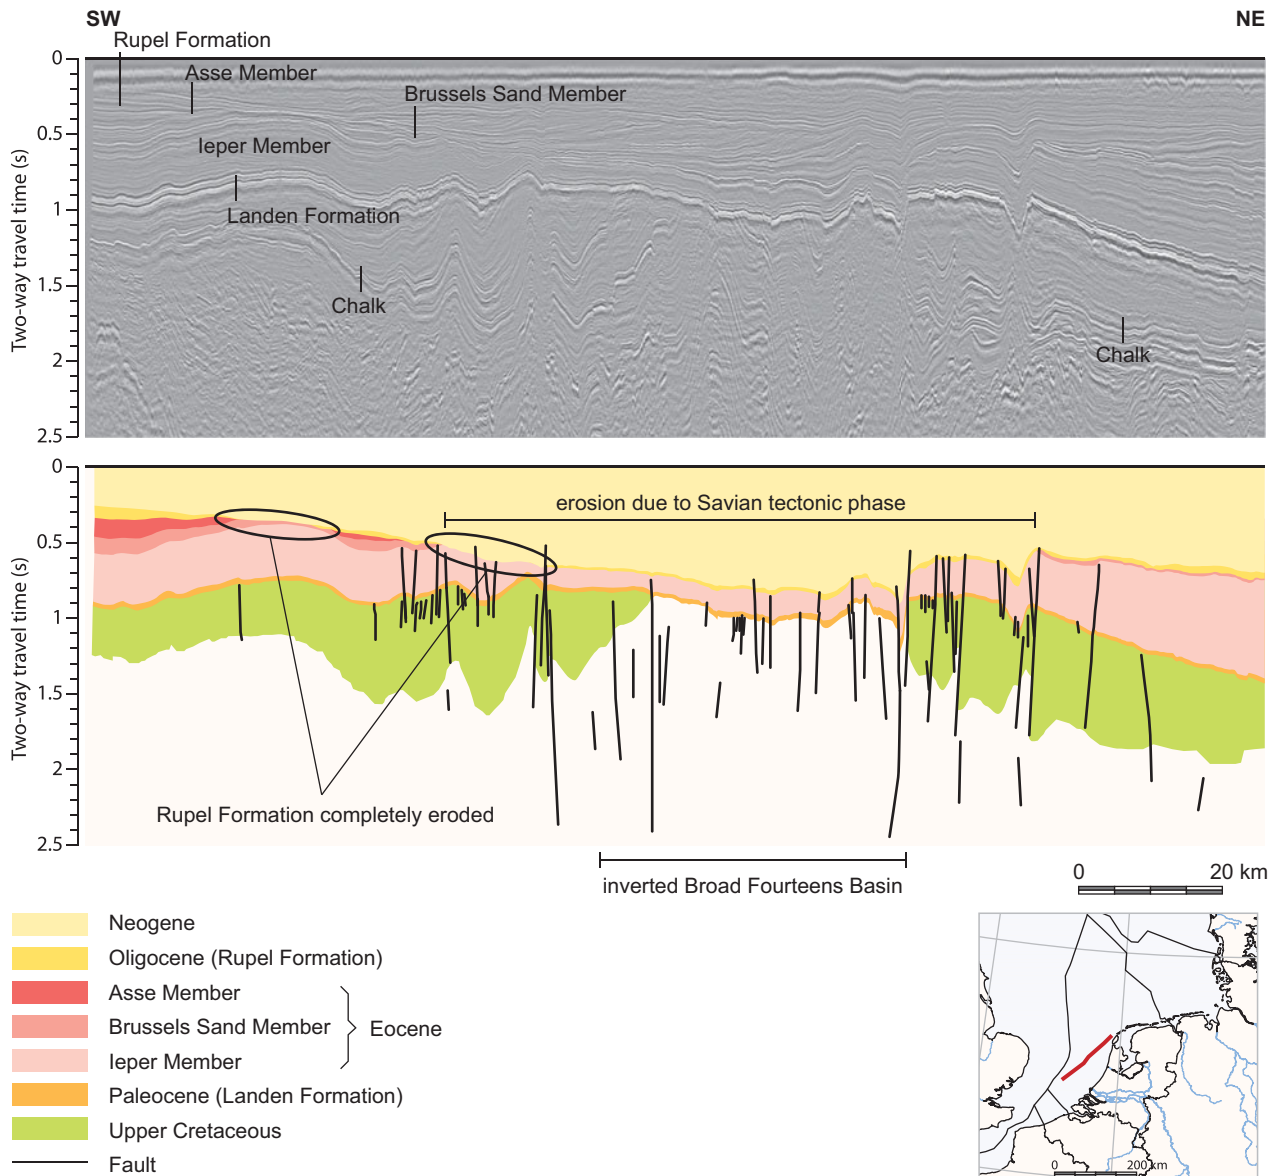 SW
NE
Rupel Formation
Asse Member
Brussels Sand Member
Ieper Member
Landen Formation
Chalk
Chalk
Two-way travel time (s)
0
0.5
1
1.5
2
2.5
erosion due to Savian tectonic phase
Rupel Formation completely eroded
Two-way travel time (s)
0
0.5
1
1.5
2
2.5
inverted Broad Fourteens Basin
0 20 km
Neogene
Oligocene (Rupel Formation)
Asse Member
Brussels Sand Member
Eocene
Ieper Member
Paleocene (Landen Formation)
Upper Cretaceous
Fault
0 200 km